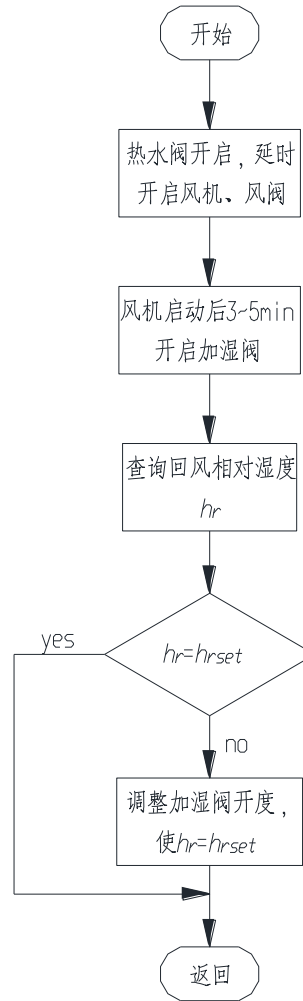 开始
热水阀开启，延时
开启风机、风阀
风机启动后3~5min
开启加湿阀
查询回风相对湿度
hr
hr=hrset
yes
no
调整加湿阀开度，
使hr=hrset
返回